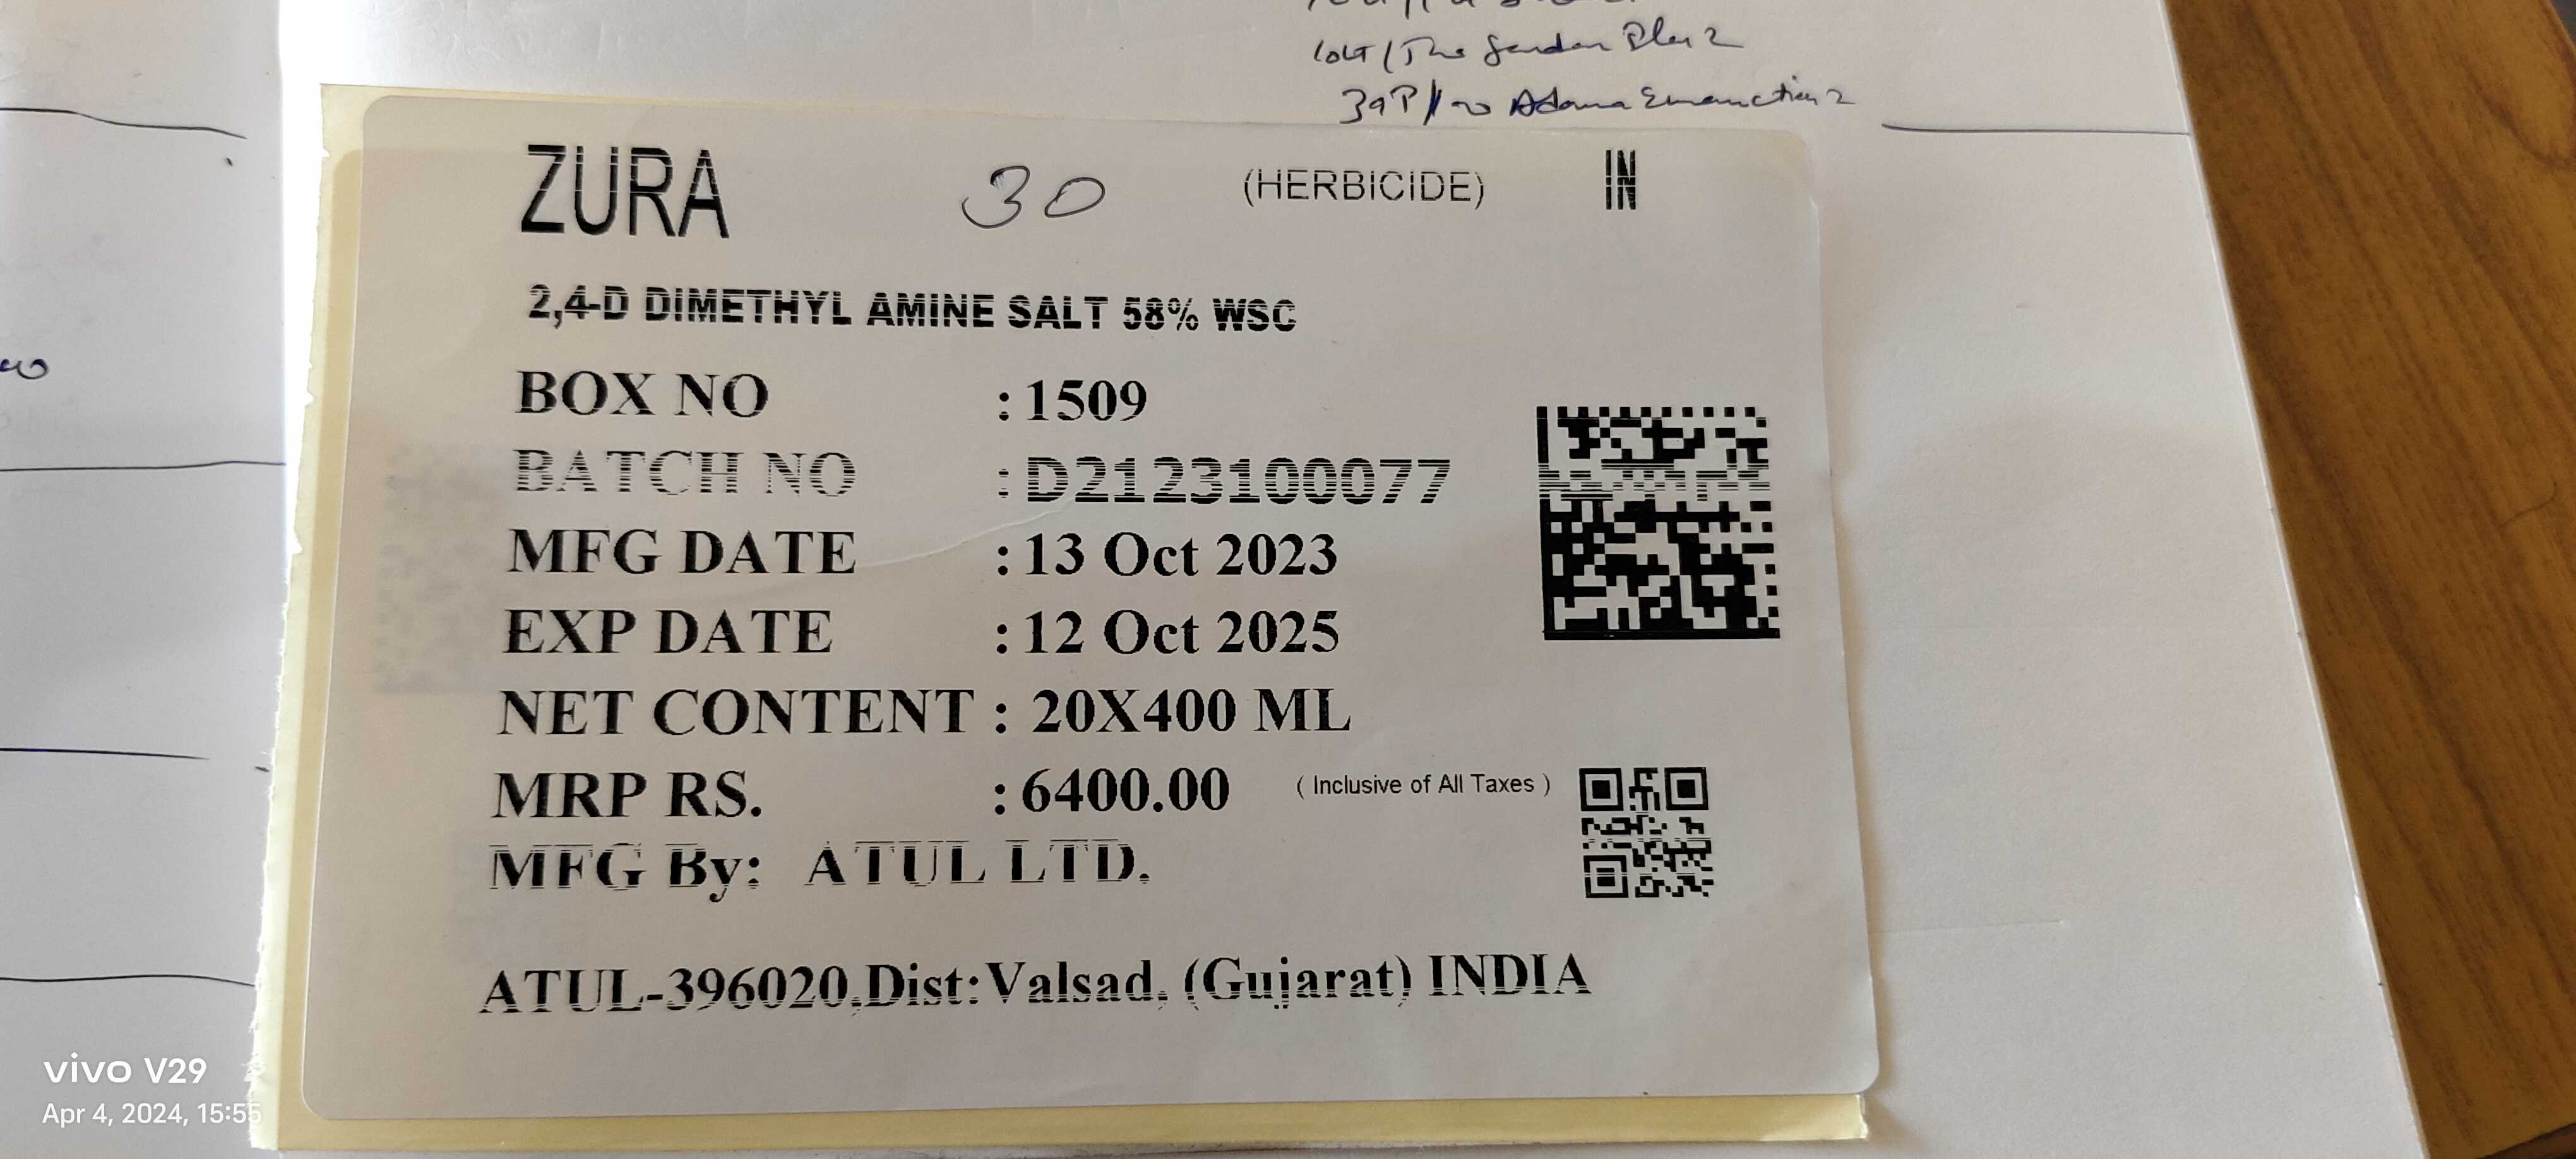 ZURA 30 (HERBICIDE) IN
2,4-D DIMETHYL AMINE SALT 58% WSC
BOX NO : 1509
BATCH NO : D2123100077
MFG DATE : 13 Oct 2023
EXP DATE : 12 Oct 2025
NET CONTENT : 20X400 ML
MRP RS. : 6400.00 ( Inclusive of All Taxes )
MFG By: ATUL LTD.
ATUL-396020,Dist:Valsad, (Gujarat) INDIA
vivo V29
Apr 4, 2024, 15:55